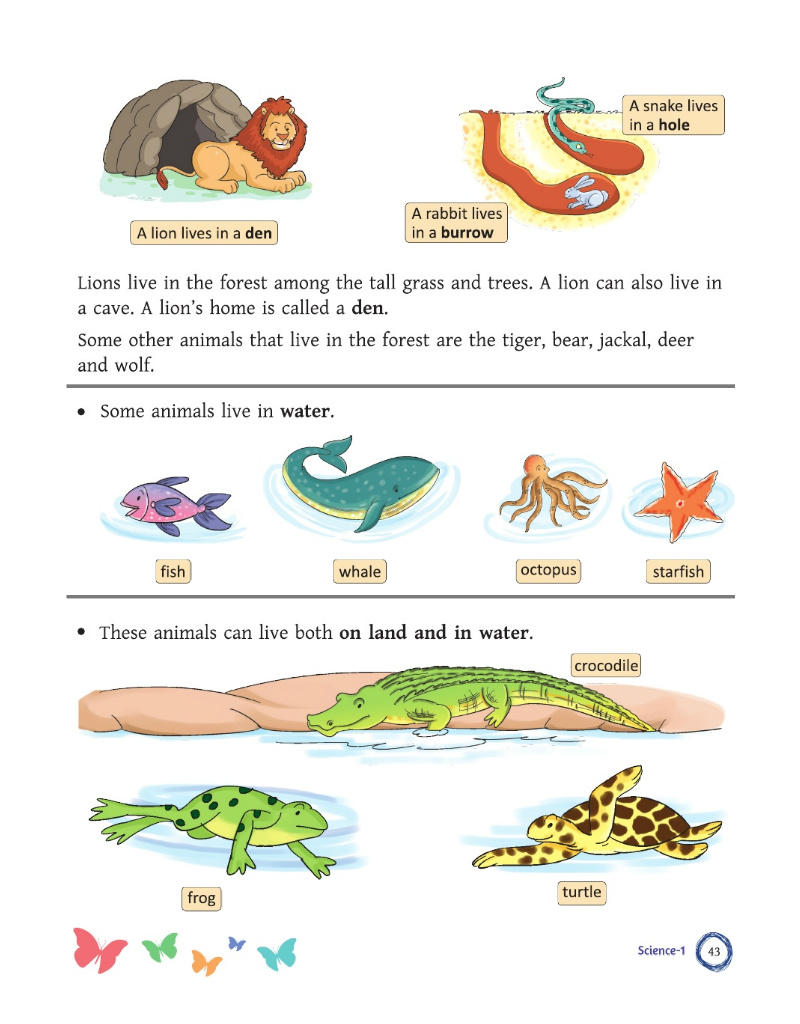 A snake lives
in a hole
A rabbit lives
in a burrow
A lion lives in a den
Lions live in the forest among the tall grass and trees. A lion can also live in
a cave. A lion's home is called a den.
Some other animals that live in the forest are the tiger, bear, jackal, deer
and wolf.
• Some animals live in water.
fish
whale
octopus
starfish
• These animals can live both on land and in water.
crocodile
frog
turtle
Science-1
43